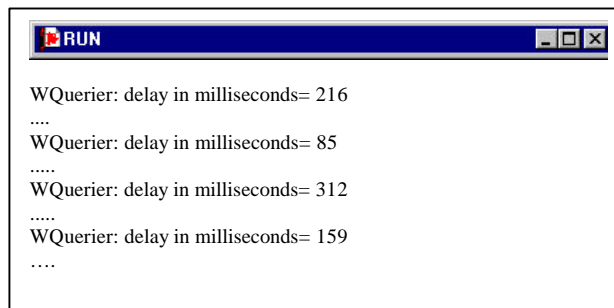 RUN
WQuerier: delay in milliseconds= 216
....
WQuerier: delay in milliseconds= 85
.....
WQuerier: delay in milliseconds= 312
.....
WQuerier: delay in milliseconds= 159
….